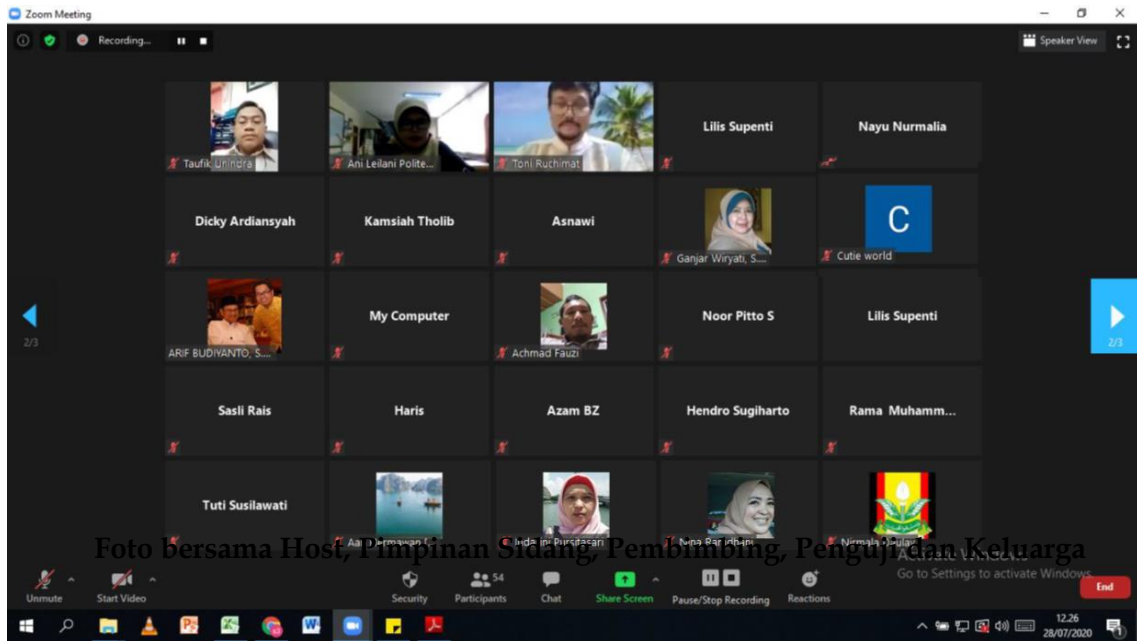 Zoom Meeting
Recording...
Speaker View
Taufik Unindra
Ani Leilani Polite...
Toni Ruchimat
Lilis Supenti
Nayu Nurmalia
Dicky Ardiansyah
Kamsiah Tholib
Asnawi
Ganjar Wiryati, S....
C
Cutie world
ARIF BUDIYANTO, S....
My Computer
Achmad Fauzi
Noor Pitto S
Lilis Supenti
2/3
2/3
Sasli Rais
Haris
Azam BZ
Hendro Sugiharto
Rama Muhamm...
Tuti Susilawati
Foto bersama Host, Pimpinan Sidang, Pembimbing, Penguji dan Keluarga
Activate Windows
Go to Settings to activate Windows.
Unmute
Start Video
Security
Participants
54
Chat
Share Screen
Pause/Stop Recording
Reactions
End
12.26
28/07/2020